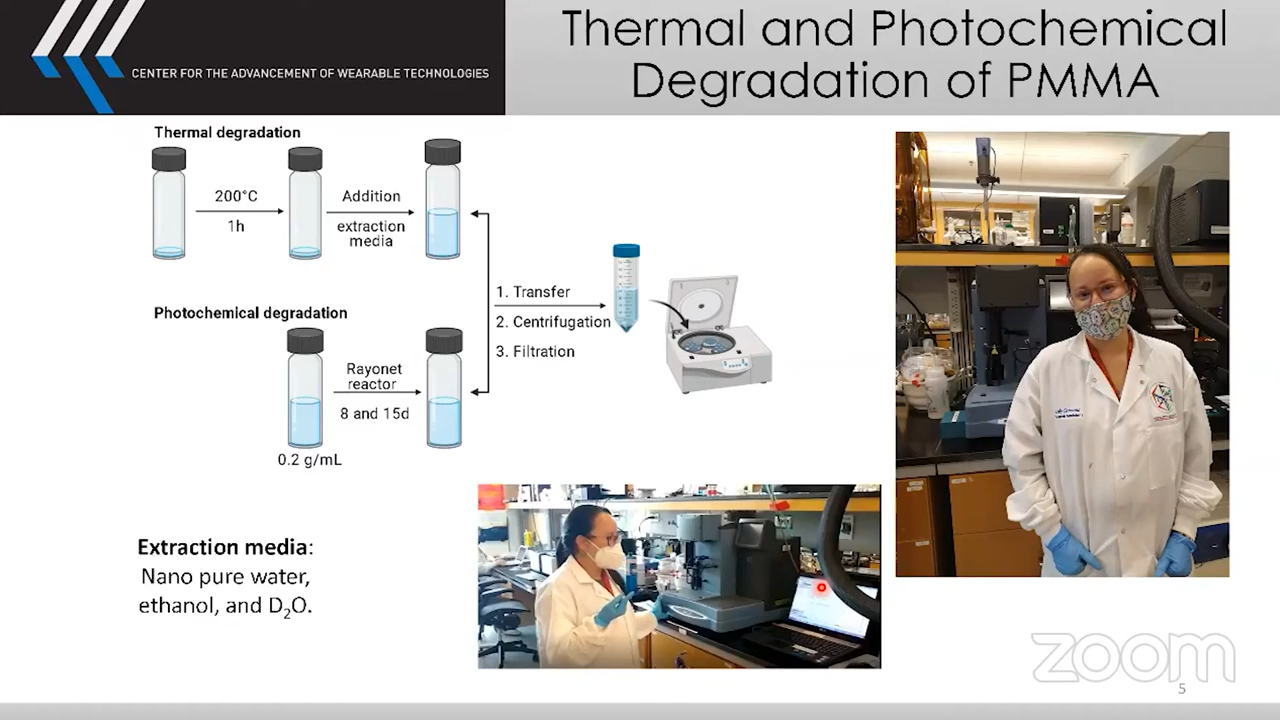 CENTER FOR THE ADVANCEMENT OF WEARABLE TECHNOLOGIES
Thermal and Photochemical
Degradation of PMMA
Thermal degradation
200°C
1h
Addition
extraction
media
Photochemical degradation
Rayonet
reactor
8 and 15d
0.2 g/mL
1. Transfer
2. Centrifugation
3. Filtration
Extraction media:
Nano pure water,
ethanol, and D₂O.
zoom
5